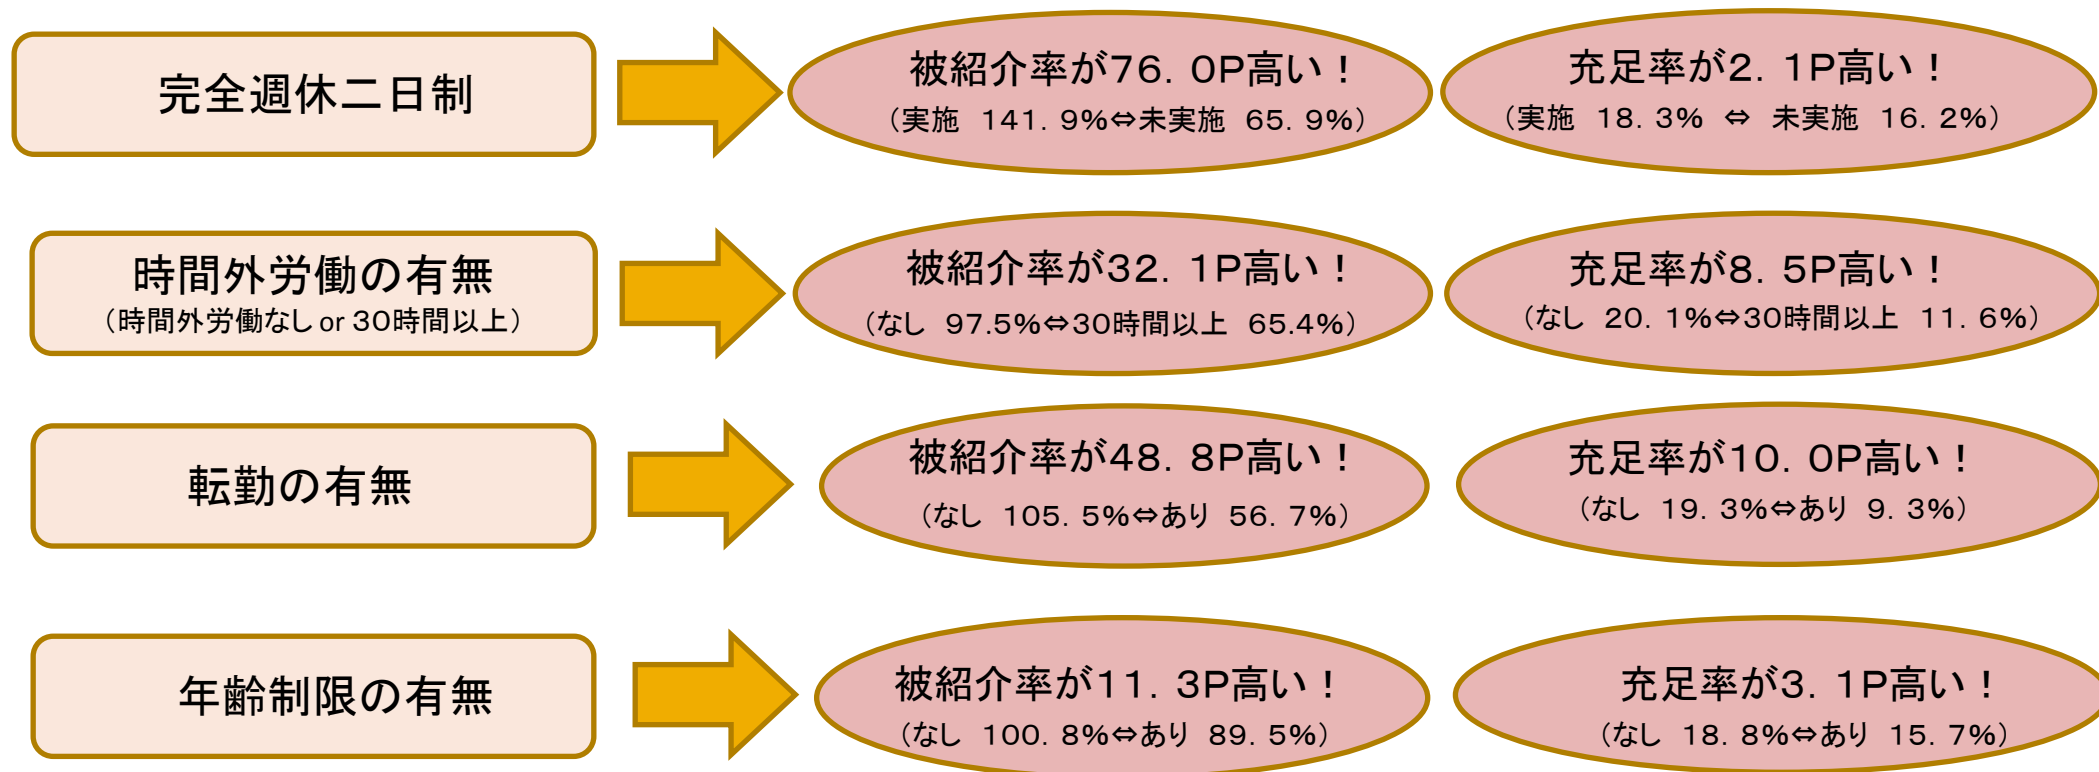 完全週休二日制
被紹介率が76．0P高い！
（実施　141．9%⇔未実施　65．9%）
充足率が2．1P高い！
（実施　18．3%　⇔　未実施　16．2%）
時間外労働の有無
（時間外労働なし or 30時間以上）
被紹介率が32．1P高い！
（なし　97.5%⇔30時間以上　65.4%）
充足率が8．5P高い！
（なし　20．1%⇔30時間以上　11．6%）
転勤の有無
被紹介率が48．8P高い！
（なし　105．5%⇔あり　56．7%）
充足率が10．0P高い！
（なし　19．3%⇔あり　9．3%）
年齢制限の有無
被紹介率が11．3P高い！
（なし　100．8%⇔あり　89．5%）
充足率が3．1P高い！
（なし　18．8%⇔あり　15．7%）